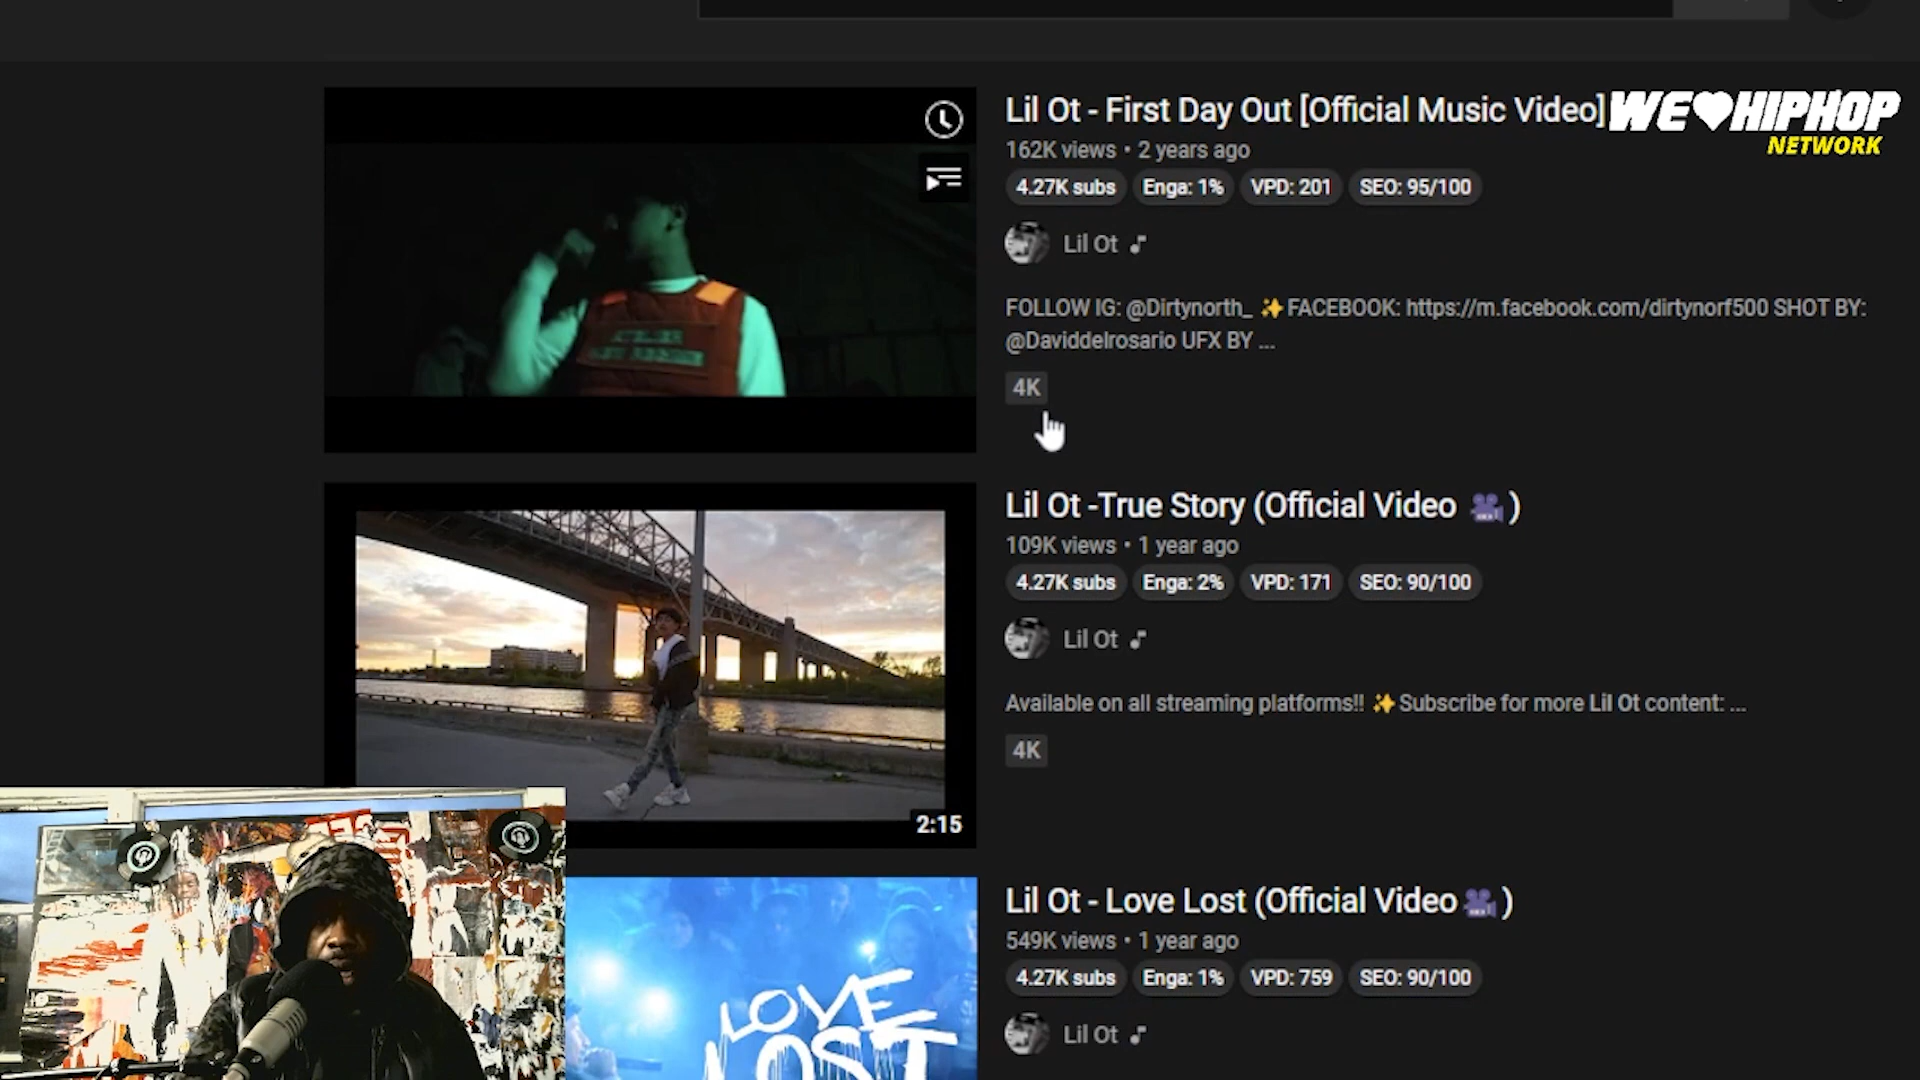 Lil Ot - First Day Out [Official Music Video]
WE HIPHOP
NETWORK
162K views • 2 years ago
4.27K subs Enga: 1% VPD: 201 SEO: 95/100
Lil Ot
FOLLOW IG: @Dirtynorth_ ✨FACEBOOK: https://m.facebook.com/dirtynorf500 SHOT BY:
@Daviddelrosario UFX BY ...
4K
Lil Ot -True Story (Official Video 🎥)
109K views • 1 year ago
4.27K subs Enga: 2% VPD: 171 SEO: 90/100
Lil Ot
Available on all streaming platforms!! ✨Subscribe for more Lil Ot content: ...
4K
2:15
Lil Ot - Love Lost (Official Video🎥)
549K views • 1 year ago
4.27K subs Enga: 1% VPD: 759 SEO: 90/100
Lil Ot
LOVE
LOST